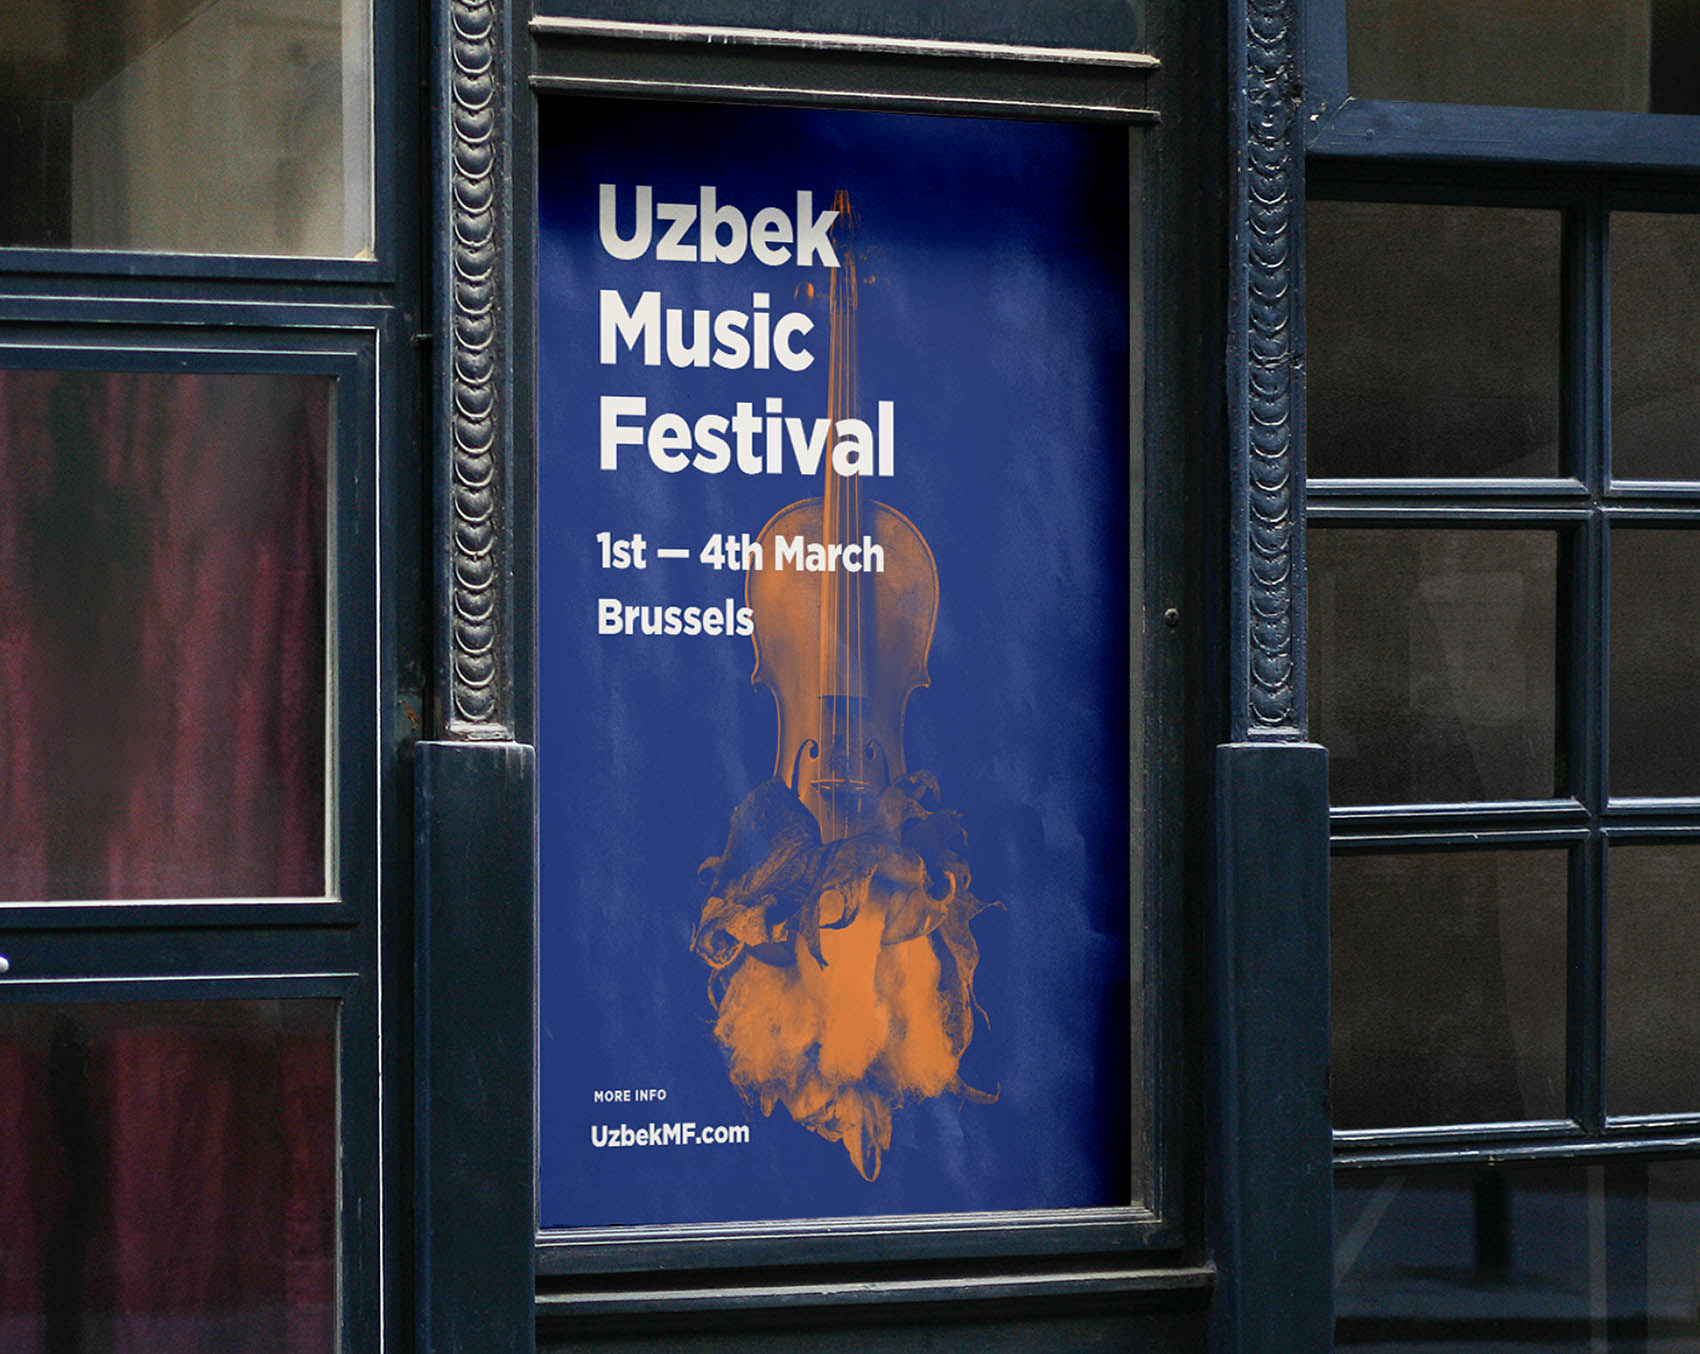 Uzbek
Music
Festival
1st — 4th March
Brussels
MORE INFO
UzbekMF.com